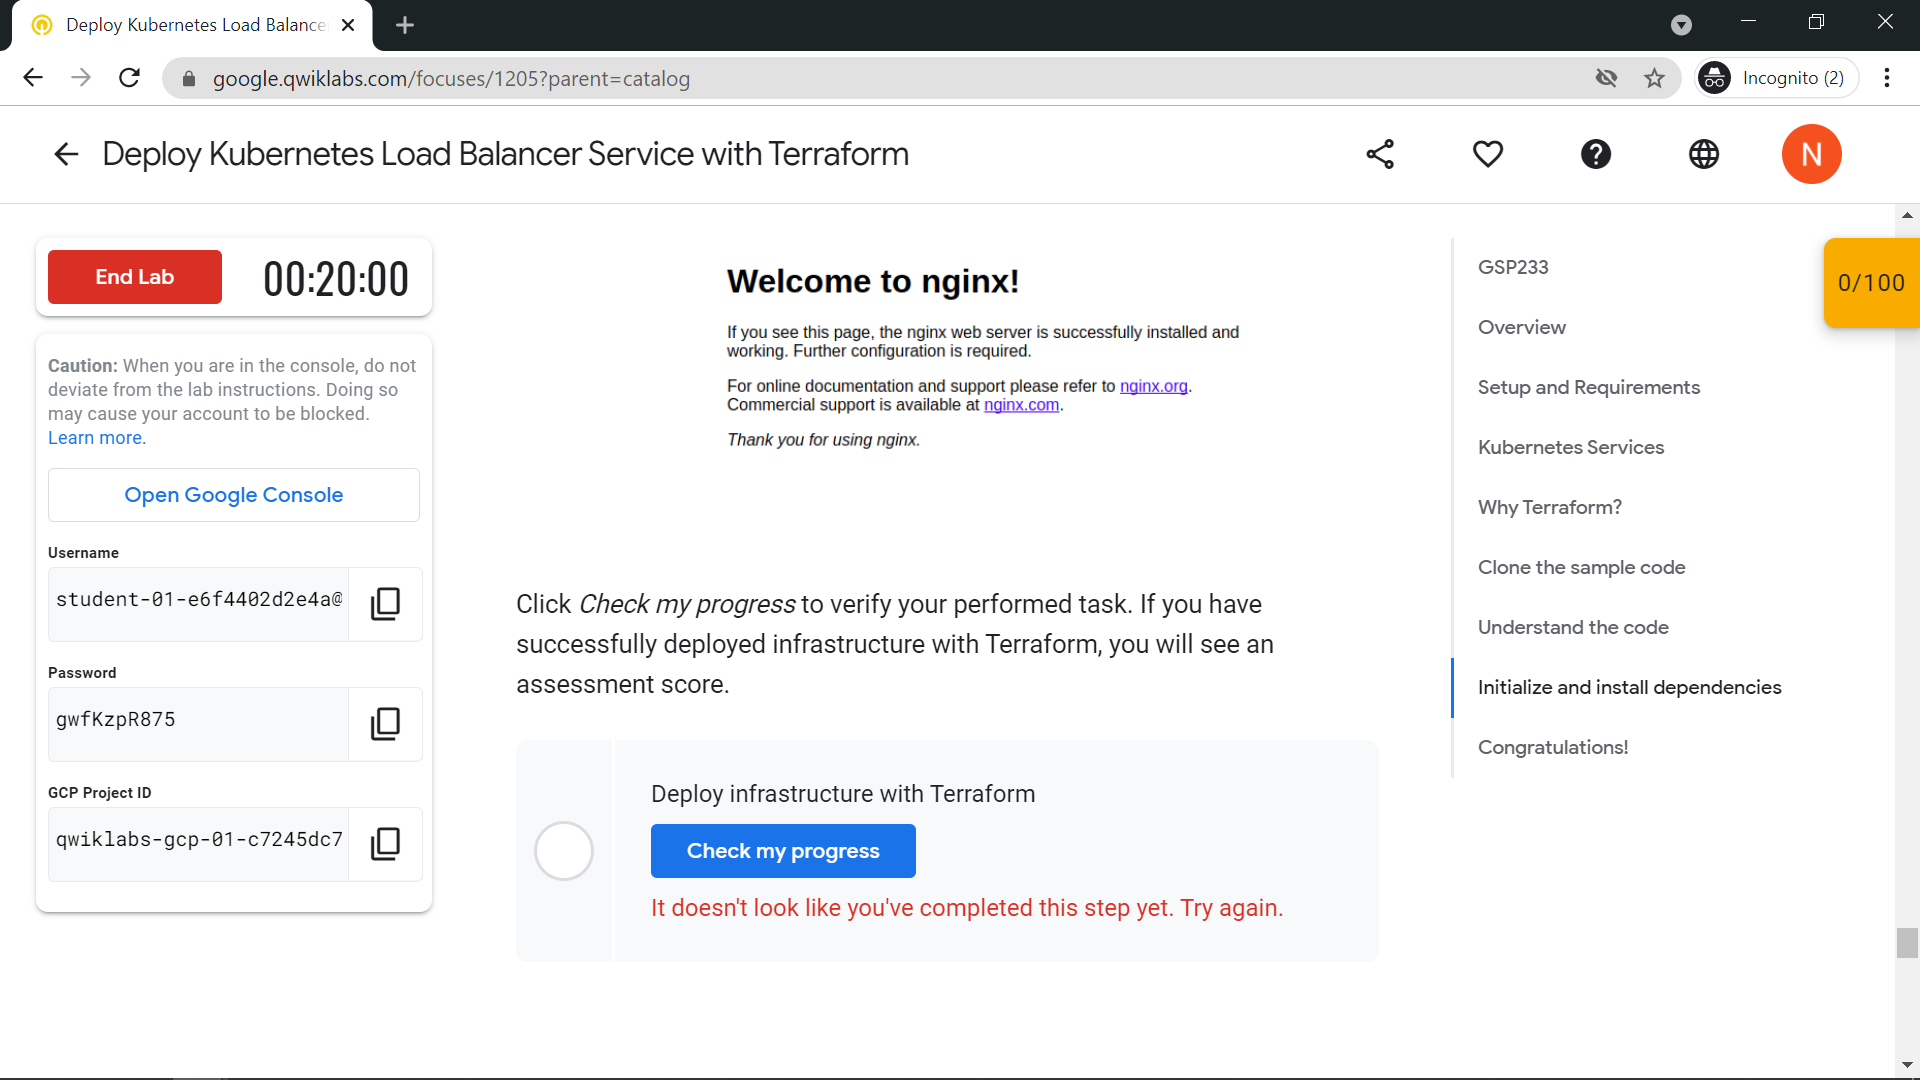 Deploy Kubernetes Load Balance
google.qwiklabs.com/focuses/1205?parent=catalog
Incognito (2)
Deploy Kubernetes Load Balancer Service with Terraform
N
End Lab
00:20:00
Caution: When you are in the console, do not
deviate from the lab instructions. Doing so
may cause your account to be blocked.
Learn more.
Open Google Console
Username
student-01-e6f4402d2e4a@
Password
gwfKzpR875
GCP Project ID
qwiklabs-gcp-01-c7245dc7
Welcome to nginx!
If you see this page, the nginx web server is successfully installed and
working. Further configuration is required.
For online documentation and support please refer to nginx.org.
Commercial support is available at nginx.com.
Thank you for using nginx.
Click Check my progress to verify your performed task. If you have
successfully deployed infrastructure with Terraform, you will see an
assessment score.
Deploy infrastructure with Terraform
Check my progress
It doesn't look like you've completed this step yet. Try again.
GSP233
Overview
Setup and Requirements
Kubernetes Services
Why Terraform?
Clone the sample code
Understand the code
Initialize and install dependencies
Congratulations!
0/100